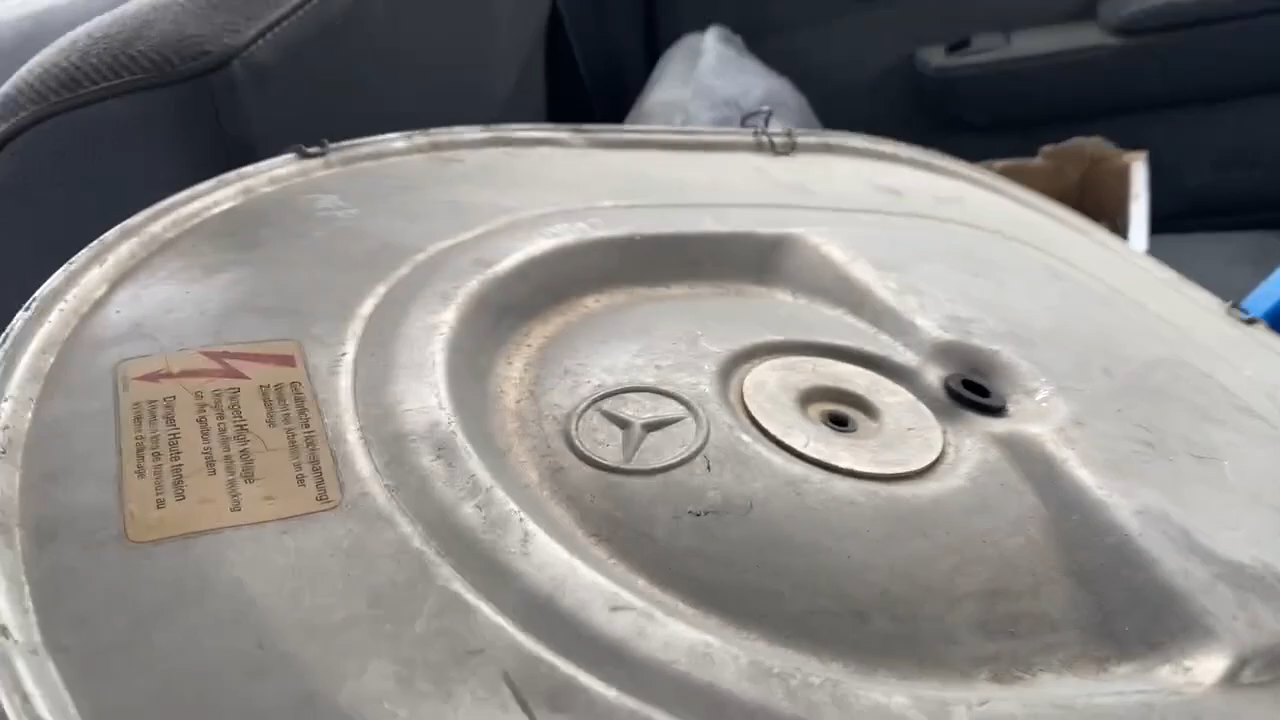 Gefährliche Hochspannung!
Vorsicht bei Arbeiten an der
Zündanlage
Danger! High voltage
Observe caution when working
on the ignition system
Danger! Haute tension
Attention lors de travaux au
système d'allumage